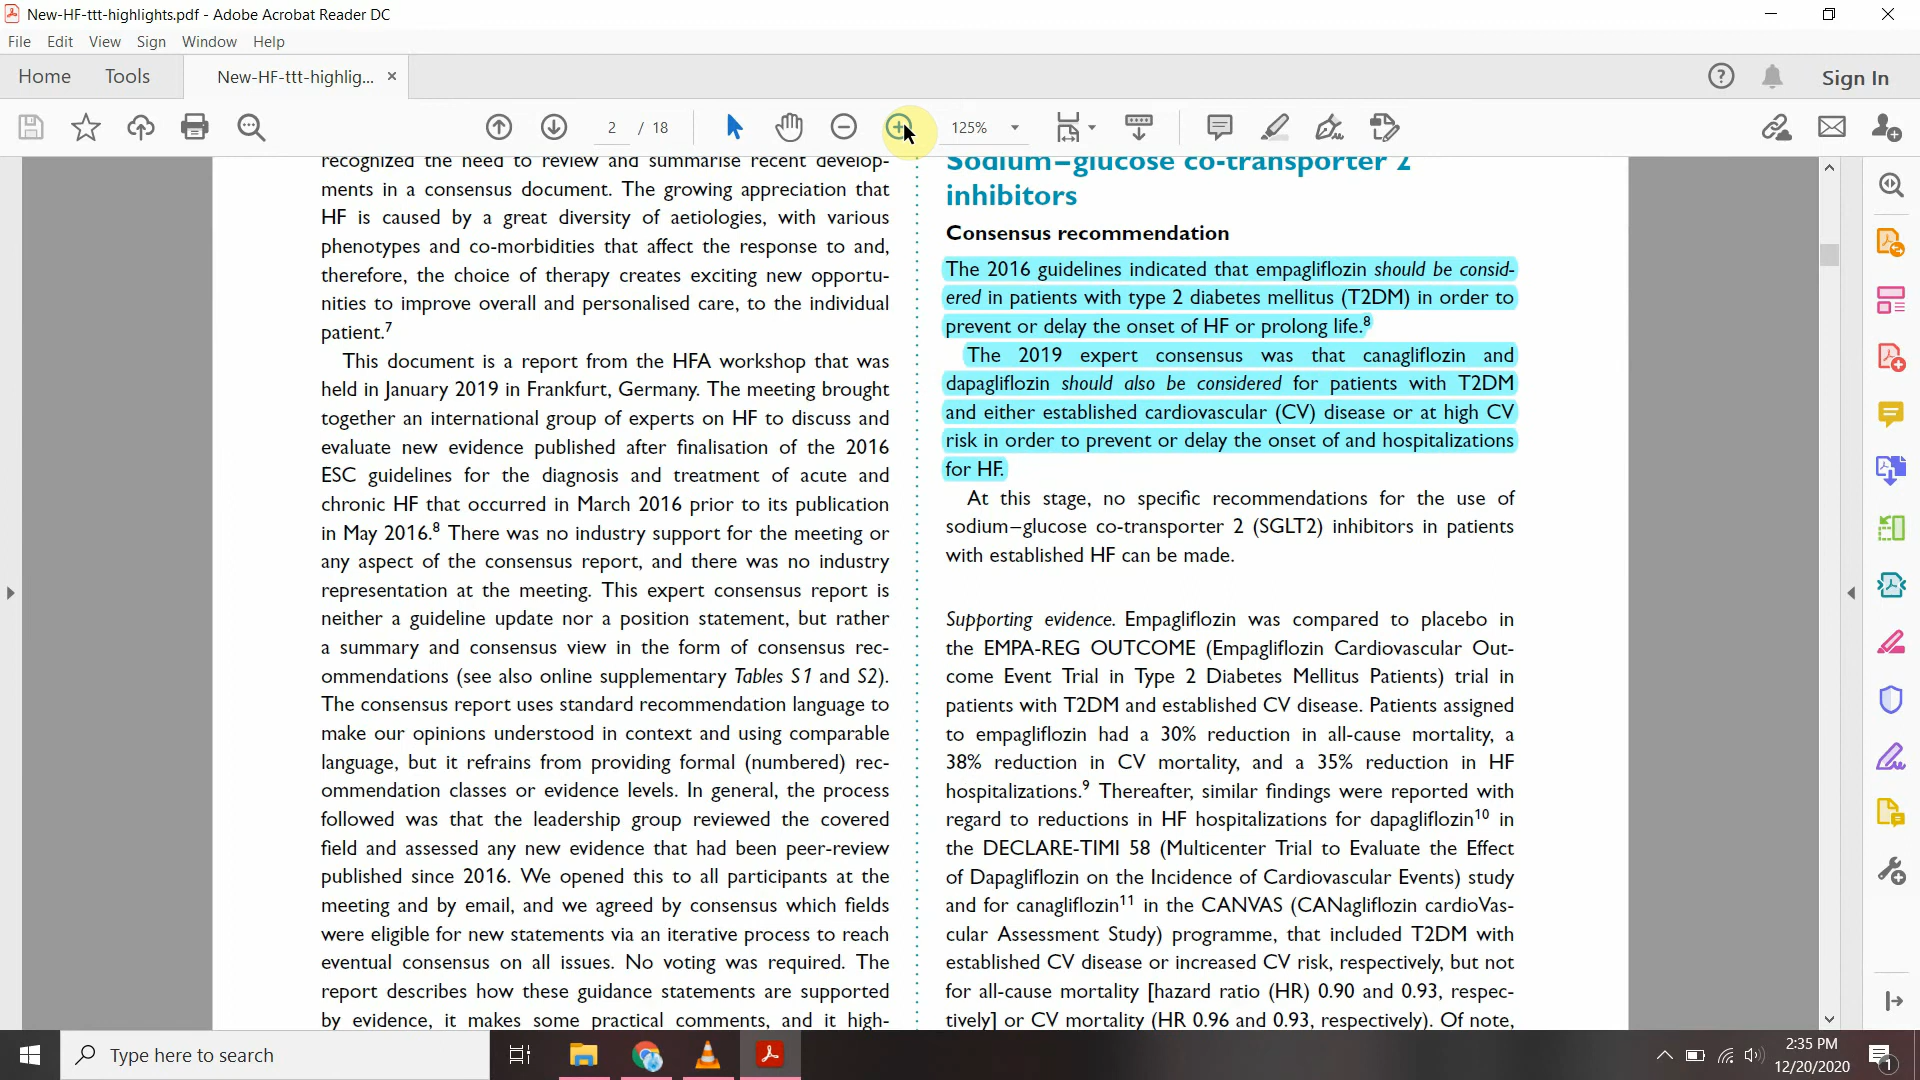 New-HF-ttt-highlights.pdf - Adobe Acrobat Reader DC
File Edit View Sign Window Help
Home Tools New-HF-ttt-highlig... × Sign In
2 / 18 125%
recognized the need to review and summarise recent develop-
ments in a consensus document. The growing appreciation that
HF is caused by a great diversity of aetiologies, with various
phenotypes and co-morbidities that affect the response to and,
therefore, the choice of therapy creates exciting new opportu-
nities to improve overall and personalised care, to the individual
patient.7
This document is a report from the HFA workshop that was
held in January 2019 in Frankfurt, Germany. The meeting brought
together an international group of experts on HF to discuss and
evaluate new evidence published after finalisation of the 2016
ESC guidelines for the diagnosis and treatment of acute and
chronic HF that occurred in March 2016 prior to its publication
in May 2016.8 There was no industry support for the meeting or
any aspect of the consensus report, and there was no industry
representation at the meeting. This expert consensus report is
neither a guideline update nor a position statement, but rather
a summary and consensus view in the form of consensus rec-
ommendations (see also online supplementary Tables S1 and S2).
The consensus report uses standard recommendation language to
make our opinions understood in context and using comparable
language, but it refrains from providing formal (numbered) rec-
ommendation classes or evidence levels. In general, the process
followed was that the leadership group reviewed the covered
field and assessed any new evidence that had been peer-review
published since 2016. We opened this to all participants at the
meeting and by email, and we agreed by consensus which fields
were eligible for new statements via an iterative process to reach
eventual consensus on all issues. No voting was required. The
report describes how these guidance statements are supported
by evidence, it makes some practical comments, and it high-
Sodium–glucose co-transporter 2
inhibitors
Consensus recommendation
The 2016 guidelines indicated that empagliflozin should be consid-
ered in patients with type 2 diabetes mellitus (T2DM) in order to
prevent or delay the onset of HF or prolong life.8
The 2019 expert consensus was that canagliflozin and
dapagliflozin should also be considered for patients with T2DM
and either established cardiovascular (CV) disease or at high CV
risk in order to prevent or delay the onset of and hospitalizations
for HF.
At this stage, no specific recommendations for the use of
sodium–glucose co-transporter 2 (SGLT2) inhibitors in patients
with established HF can be made.
Supporting evidence. Empagliflozin was compared to placebo in
the EMPA-REG OUTCOME (Empagliflozin Cardiovascular Out-
come Event Trial in Type 2 Diabetes Mellitus Patients) trial in
patients with T2DM and established CV disease. Patients assigned
to empagliflozin had a 30% reduction in all-cause mortality, a
38% reduction in CV mortality, and a 35% reduction in HF
hospitalizations.9 Thereafter, similar findings were reported with
regard to reductions in HF hospitalizations for dapagliflozin10 in
the DECLARE-TIMI 58 (Multicenter Trial to Evaluate the Effect
of Dapagliflozin on the Incidence of Cardiovascular Events) study
and for canagliflozin11 in the CANVAS (CANagliflozin cardioVas-
cular Assessment Study) programme, that included T2DM with
established CV disease or increased CV risk, respectively, but not
for all-cause mortality [hazard ratio (HR) 0.90 and 0.93, respec-
tively] or CV mortality (HR 0.96 and 0.93, respectively). Of note,
Type here to search
2:35 PM
12/20/2020
1